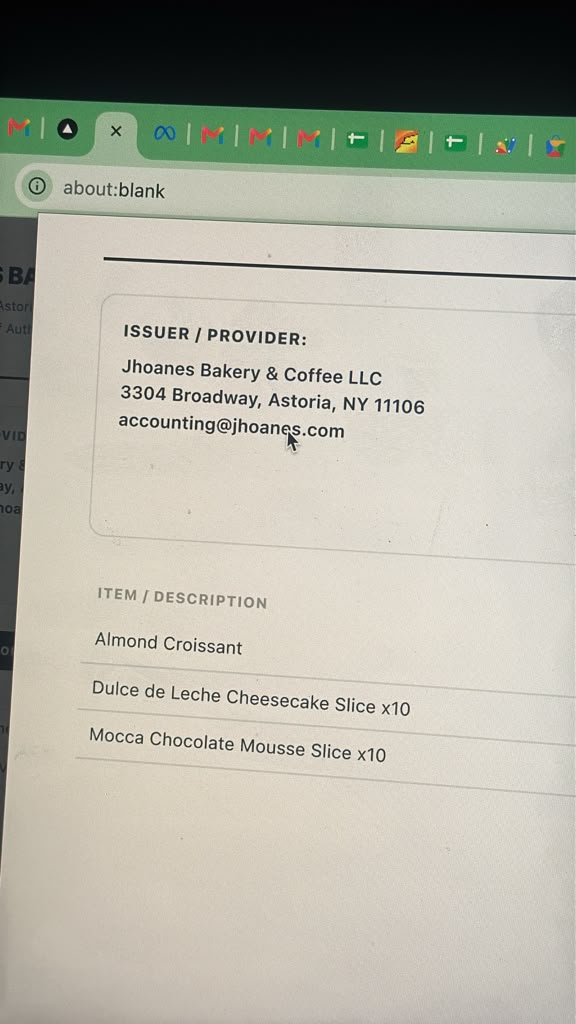 about:blank
ISSUER / PROVIDER:
Jhoanes Bakery & Coffee LLC
3304 Broadway, Astoria, NY 11106
accounting@jhoanes.com
ITEM / DESCRIPTION
Almond Croissant
Dulce de Leche Cheesecake Slice x10
Mocca Chocolate Mousse Slice x10